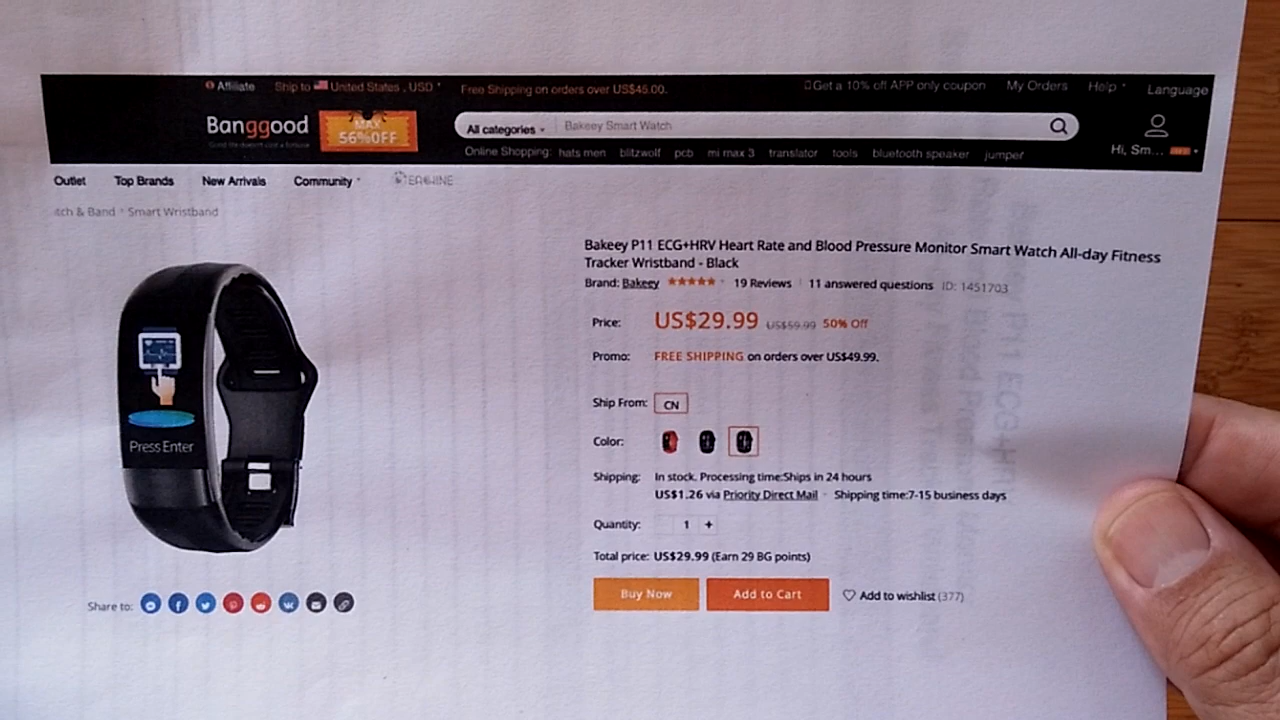 Affiliate Ship to United States , USD Free Shipping on orders over US$45.00. Get a 10% off APP only coupon My Orders Help Language
Banggood
MAX
56%OFF
All categories Bakeey Smart Watch
Hi, Sm...
Online Shopping: hats men blitzwolf pcb mi max 3 translator tools bluetooth speaker jumper
Outlet Top Brands New Arrivals Community
tch & Band Smart Wristband
Bakeey P11 ECG+HRV Heart Rate and Blood Pressure Monitor Smart Watch All-day Fitness
Tracker Wristband - Black
Brand: Bakeey 19 Reviews 11 answered questions ID: 1451703
Price: US$29.99 US$59.99 50% Off
Promo: FREE SHIPPING on orders over US$49.99.
Ship From: CN
Color:
Press Enter
Shipping: In stock. Processing time:Ships in 24 hours
US$1.26 via Priority Direct Mail - Shipping time:7-15 business days
Quantity: 1 +
Total price: US$29.99 (Earn 29 BG points)
Buy Now Add to Cart Add to wishlist (377)
Share to: